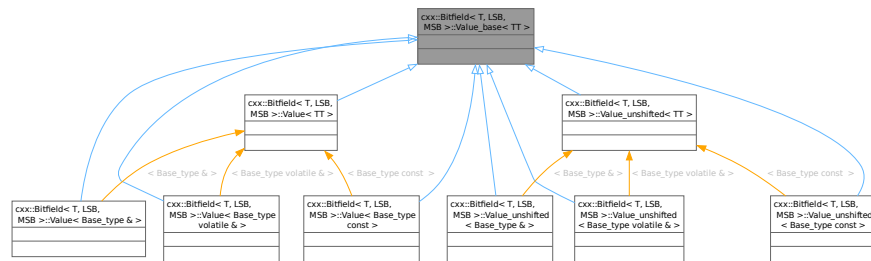 cxx::Bitfield< T, LSB,
MSB >::Value_base< TT >
cxx::Bitfield< T, LSB,
MSB >::Value< TT >
cxx::Bitfield< T, LSB,
MSB >::Value_unshifted< TT >
< Base_type & >
< Base_type volatile & >
< Base_type const >
< Base_type & >
< Base_type volatile & >
< Base_type const >
cxx::Bitfield< T, LSB,
MSB >::Value< Base_type & >
cxx::Bitfield< T, LSB,
MSB >::Value< Base_type
volatile & >
cxx::Bitfield< T, LSB,
MSB >::Value< Base_type
const >
cxx::Bitfield< T, LSB,
MSB >::Value_unshifted
< Base_type & >
cxx::Bitfield< T, LSB,
MSB >::Value_unshifted
< Base_type volatile & >
cxx::Bitfield< T, LSB,
MSB >::Value_unshifted
< Base_type const >